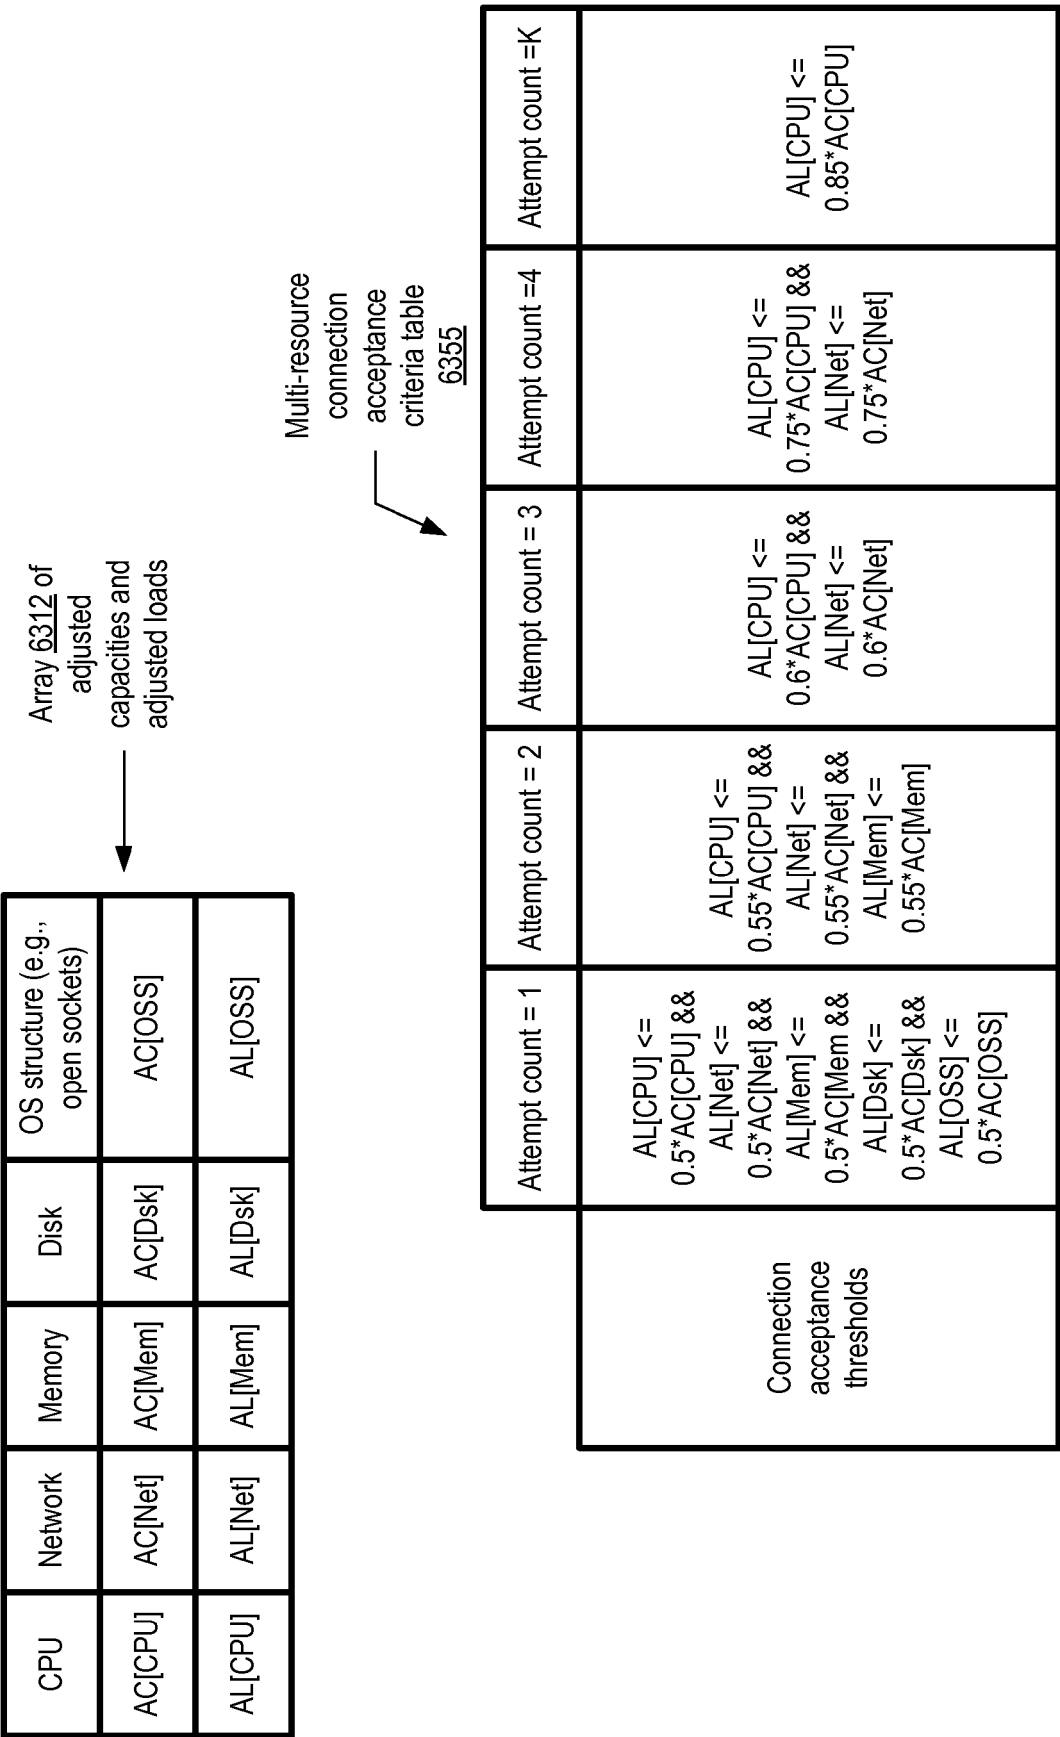 CPU
Network
Memory
Disk
OS structure (e.g.,
open sockets)
AC[CPU]
AC[Net]
AC[Mem]
AC[Dsk]
AC[OSS]
AL[CPU]
AL[Net]
AL[Mem]
AL[Dsk]
AL[OSS]
Array 6312 of
adjusted
capacities and
adjusted loads
Multi-resource
connection
acceptance
criteria table
6355
Attempt count = 1
Attempt count = 2
Attempt count = 3
Attempt count =4
Attempt count =K
Connection
acceptance
thresholds
AL[CPU] <=
0.5*AC[CPU] &&
AL[Net] <=
0.5*AC[Net] &&
AL[Mem] <=
0.5*AC[Mem &&
AL[Dsk] <=
0.5*AC[Dsk] &&
AL[OSS] <=
0.5*AC[OSS]
AL[CPU] <=
0.55*AC[CPU] &&
AL[Net] <=
0.55*AC[Net] &&
AL[Mem] <=
0.55*AC[Mem]
AL[CPU] <=
0.6*AC[CPU] &&
AL[Net] <=
0.6*AC[Net]
AL[CPU] <=
0.75*AC[CPU] &&
AL[Net] <=
0.75*AC[Net]
AL[CPU] <=
0.85*AC[CPU]